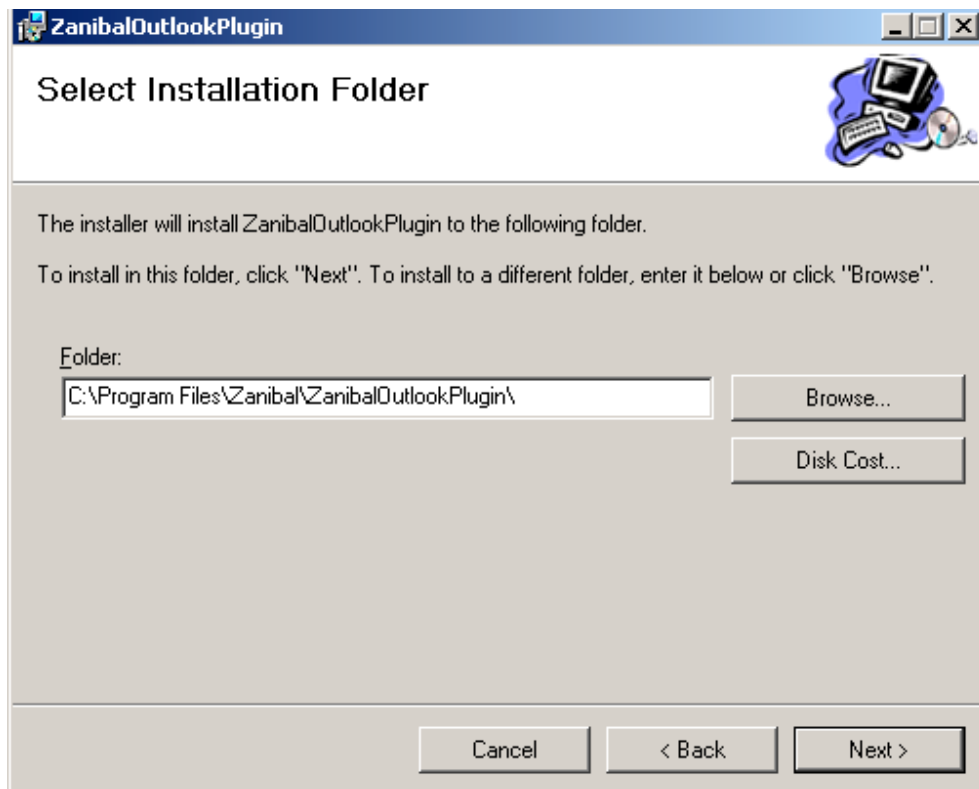 ZanibalOutlookPlugin
Select Installation Folder
The installer will install ZanibalOutlookPlugin to the following folder.
To install in this folder, click "Next". To install to a different folder, enter it below or click "Browse".
Folder:
C:\Program Files\Zanibal\ZanibalOutlookPlugin\
Browse...
Disk Cost...
Cancel
< Back
Next >